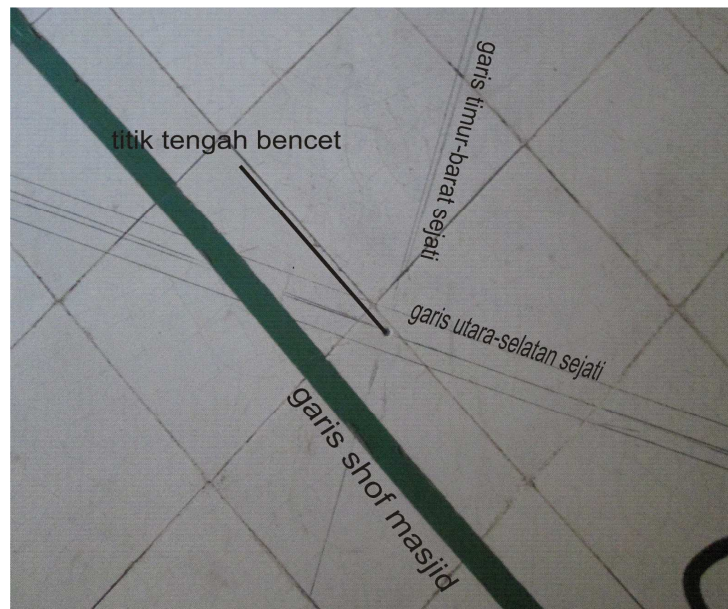 titik tengah bencet
garis timur-barat sejati
garis utara-selatan sejati
garis shof masjid